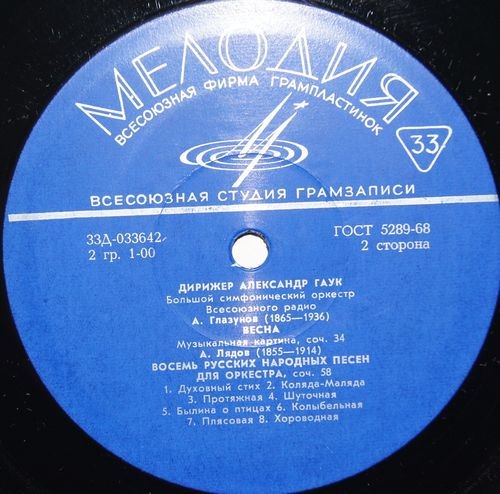 МЕЛОДИЯ
ВСЕСОЮЗНАЯ ФИРМА ГРАМПЛАСТИНОК
33
ВСЕСОЮЗНАЯ СТУДИЯ ГРАМЗАПИСИ
33Д-033642
2 гр. 1-00
ГОСТ 5289-68
2 сторона
ДИРИЖЕР АЛЕКСАНДР ГАУК
Большой симфонический оркестр
Всесоюзного радио
А. Глазунов (1865—1936)
ВЕСНА
Музыкальная картина, соч. 34
А. Лядов (1855—1914)
ВОСЕМЬ РУССКИХ НАРОДНЫХ ПЕСЕН
ДЛЯ ОРКЕСТРА, соч. 58
1. Духовный стих 2. Коляда-Маляда
3. Протяжная 4. Шуточная
5. Былина о птицах 6. Колыбельная
7. Плясовая 8. Хороводная